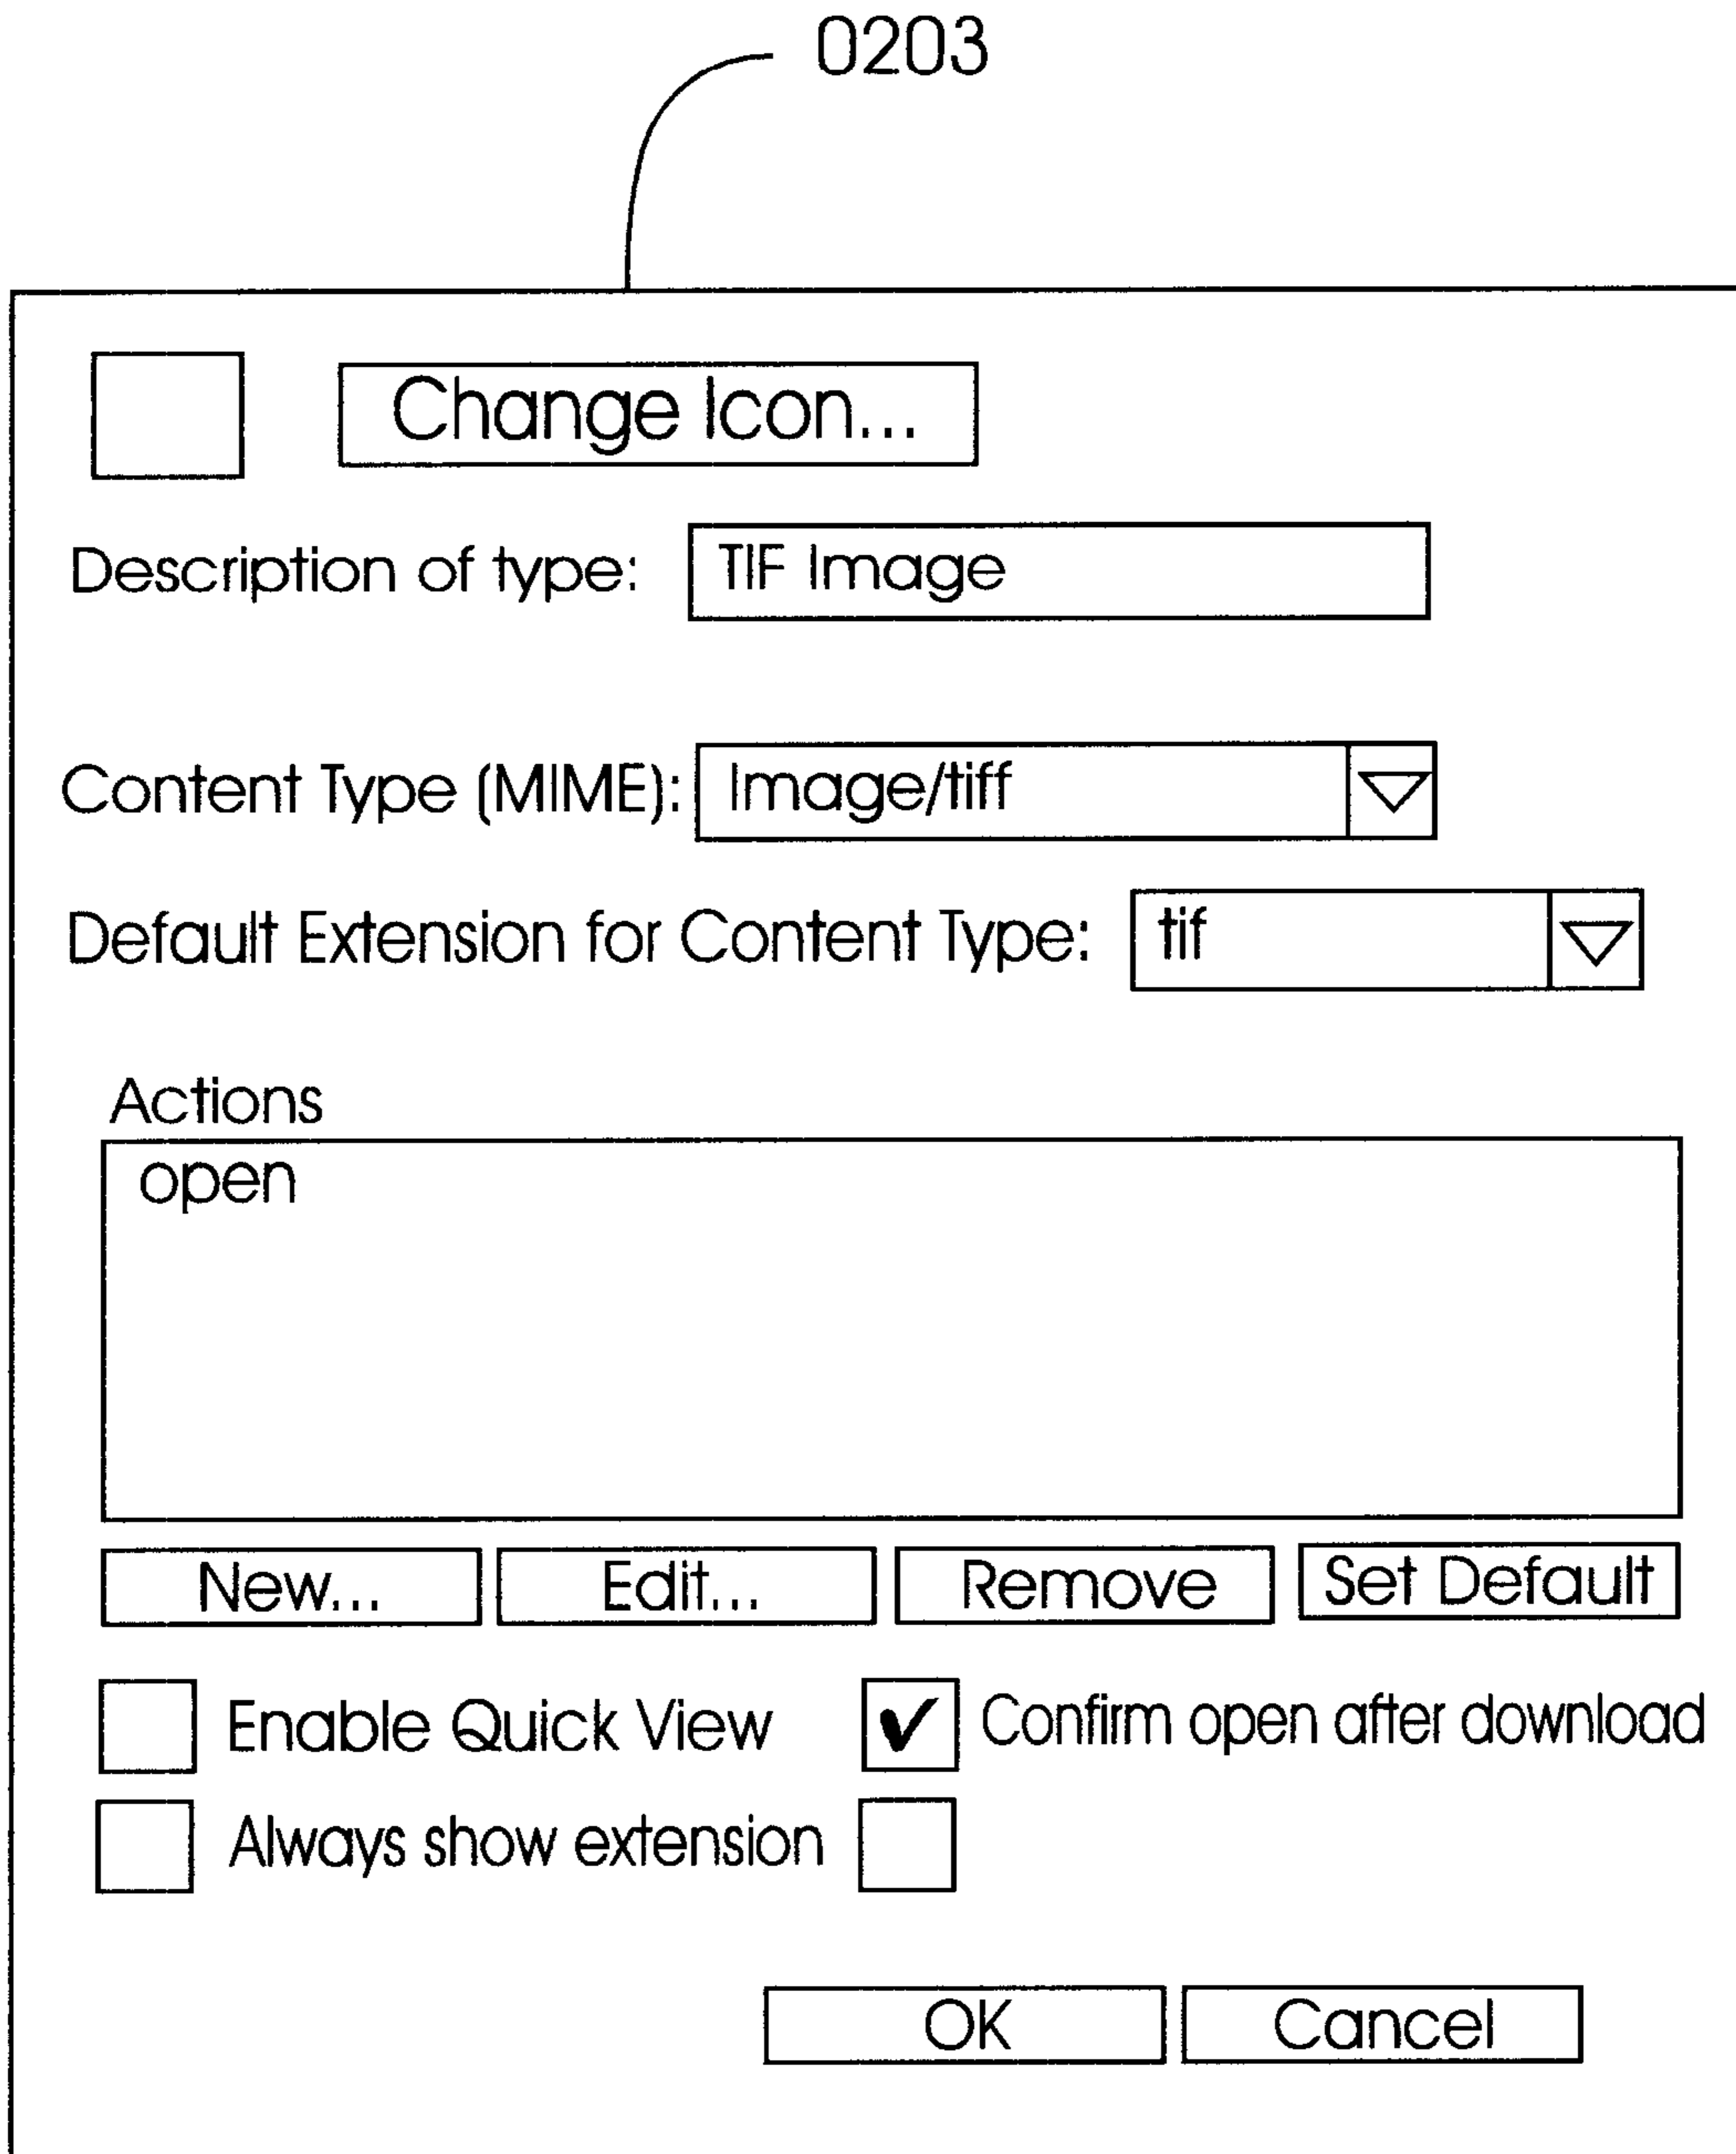 0203
Change Icon...
Description of type: TIF Image
Content Type (MIME): Image/tiff
Default Extension for Content Type: tif
Actions
open
New... Edit... Remove Set Default
Enable Quick View Confirm open after download
Always show extension
OK Cancel